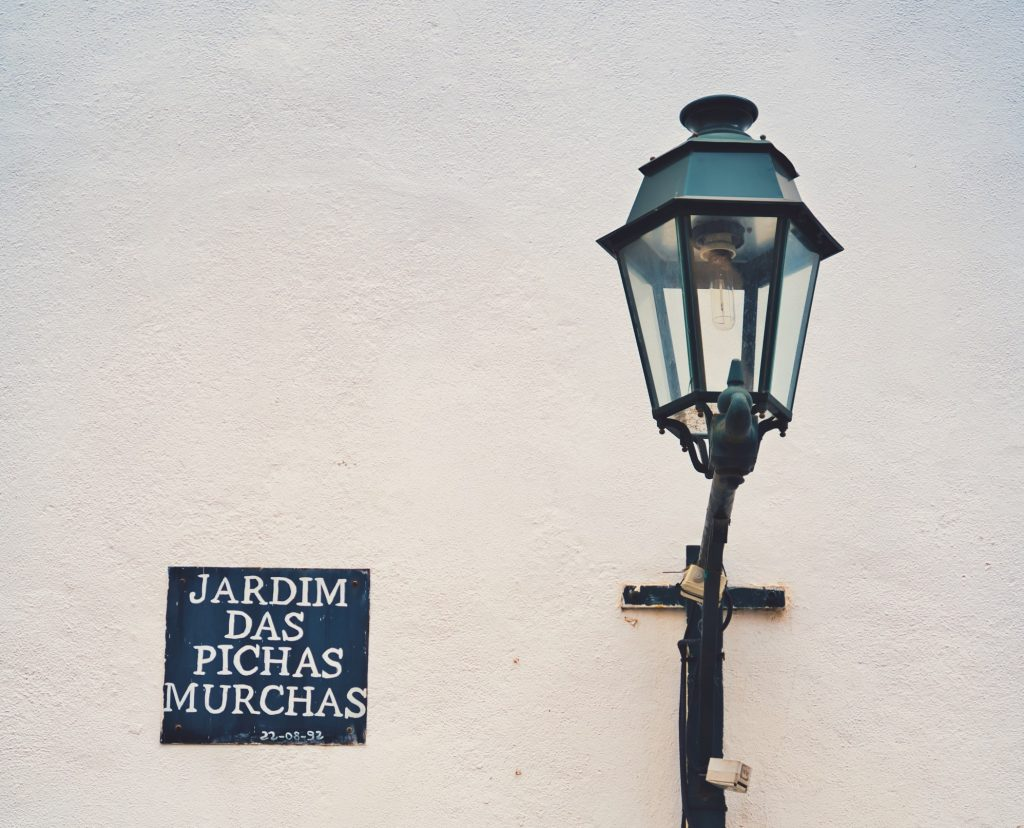 JARDIM
DAS
PICHAS
MURCHAS
22-08-92